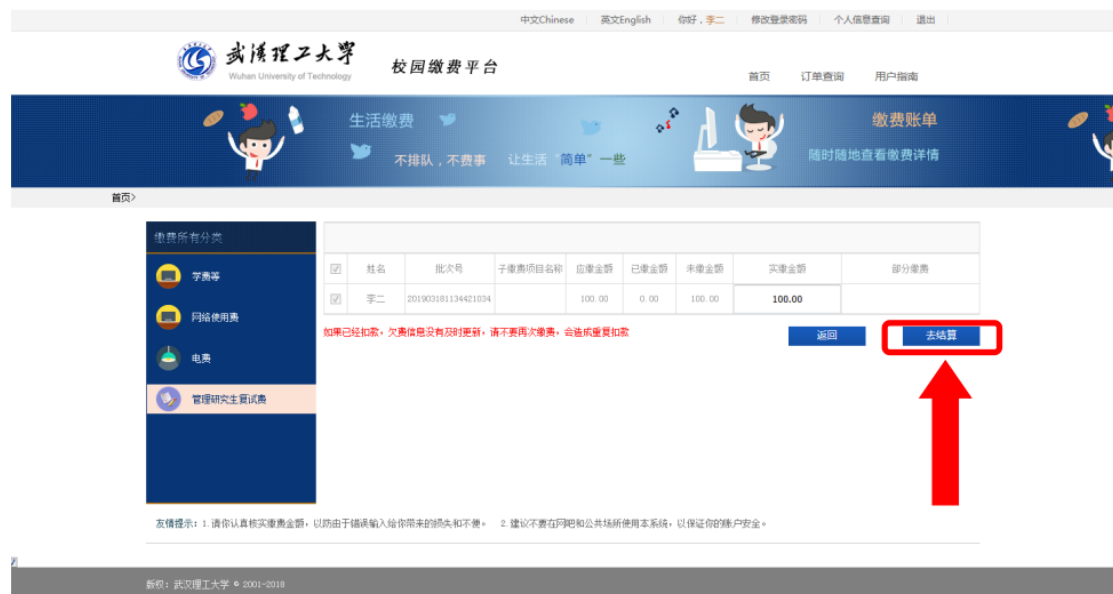 中文Chinese 英文English 你好，李二 修改登录密码 个人信息查询 退出
武汉理工大学
Wuhan University of Technology
校园缴费平台
首页 订单查询 用户指南
生活缴费
不排队，不费事 让生活“简单”一些
缴费账单
随时随地查看缴费详情
首页>
缴费所有分类
学费等
网络使用费
电费
管理研究生复试费
姓名 批次号 子缴费项目名称 应缴金额 已缴金额 未缴金额 实缴金额 部分缴费
李二 201903181134421034 100.00 0.00 100.00 100.00
如果已经扣款，欠费信息没有及时更新，请不要再次缴费，会造成重复扣款
返回 去结算
友情提示：1.请你认真核实缴费金额，以防由于错误输入给你带来的损失和不便。 2.建议不要在网吧和公共场所使用本系统，以保证你的账户安全。
版权：武汉理工大学 © 2001-2018